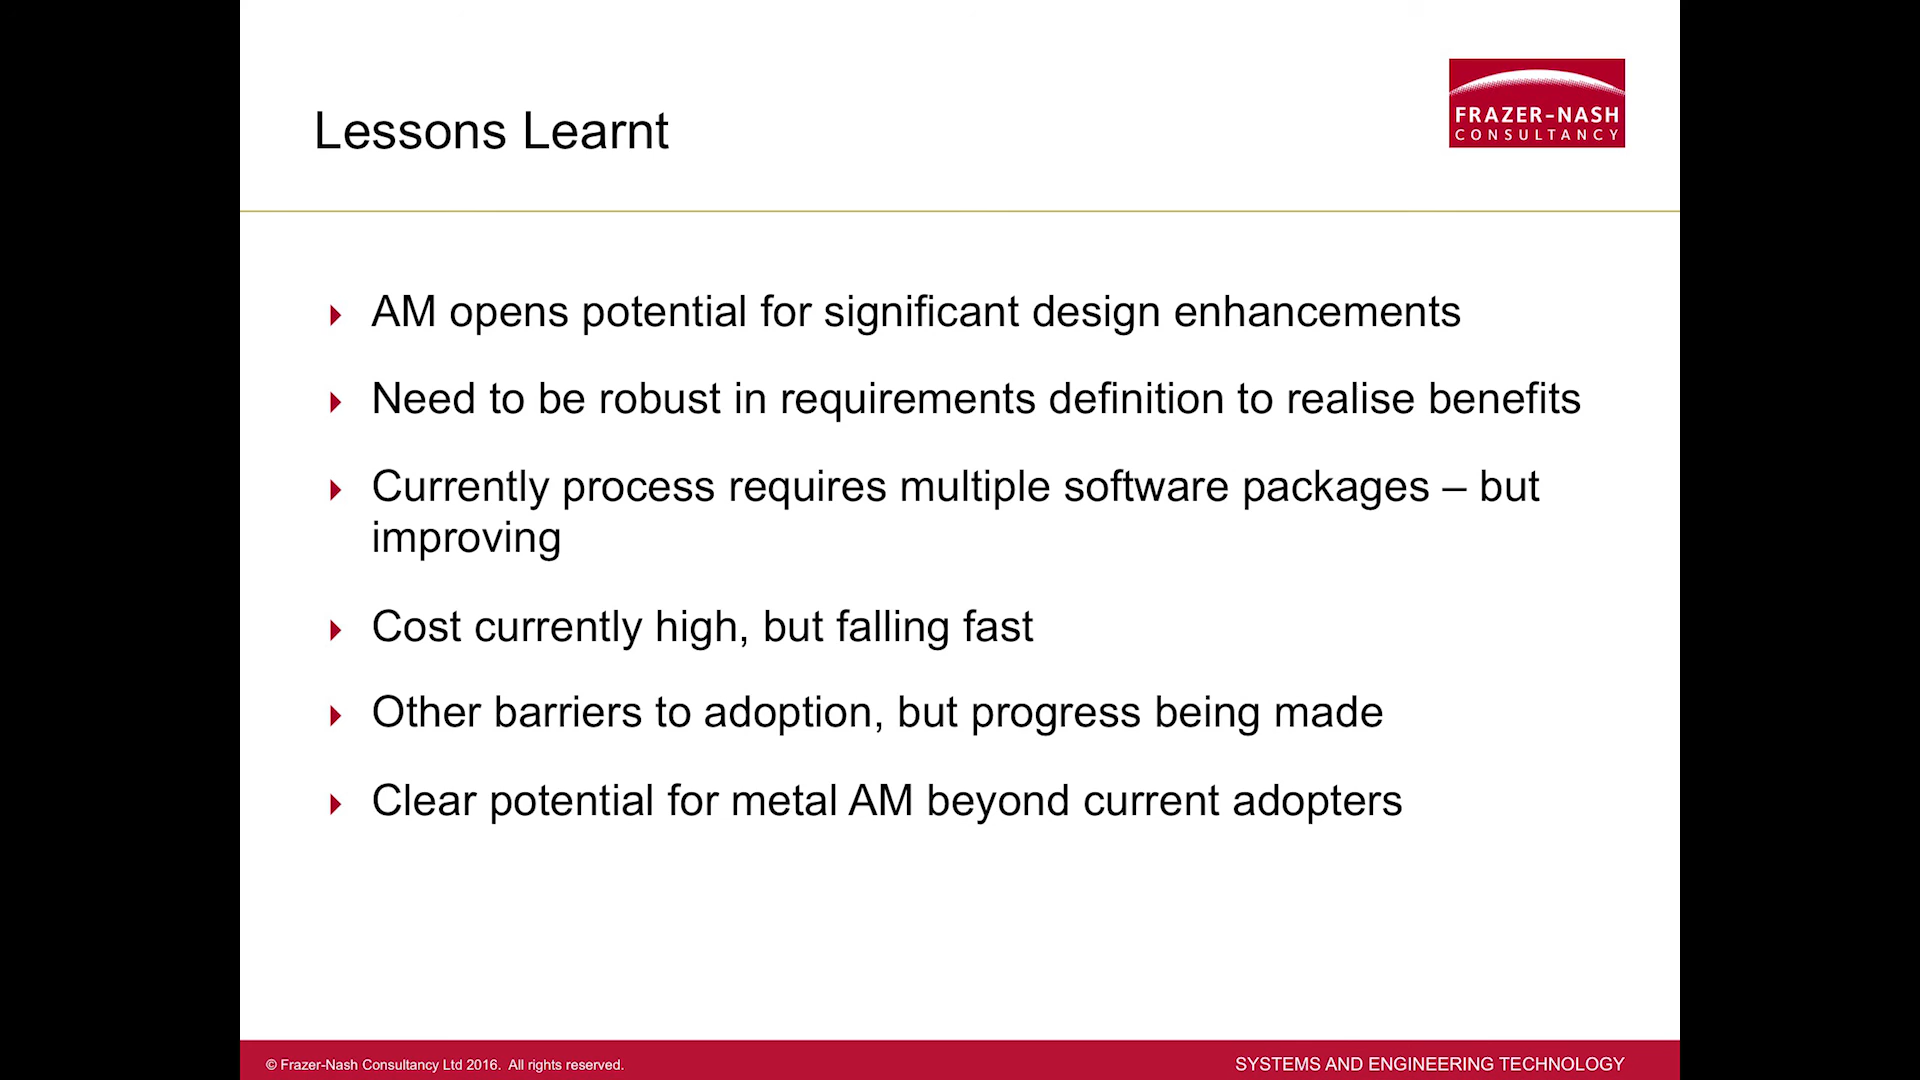 Lessons Learnt
FRAZER-NASH
CONSULTANCY
AM opens potential for significant design enhancements
Need to be robust in requirements definition to realise benefits
Currently process requires multiple software packages – but
improving
Cost currently high, but falling fast
Other barriers to adoption, but progress being made
Clear potential for metal AM beyond current adopters
© Frazer-Nash Consultancy Ltd 2016. All rights reserved.
SYSTEMS AND ENGINEERING TECHNOLOGY